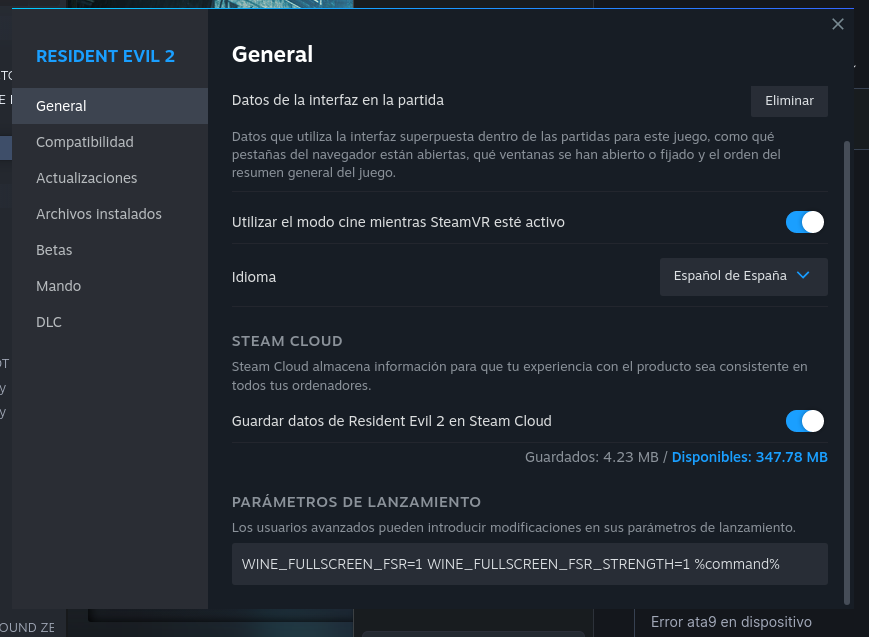 RESIDENT EVIL 2
General
Compatibilidad
Actualizaciones
Archivos instalados
Betas
Mando
DLC
General
Datos de la interfaz en la partida
Eliminar
Datos que utiliza la interfaz superpuesta dentro de las partidas para este juego, como qué
pestañas del navegador están abiertas, qué ventanas se han abierto o fijado y el orden del
resumen general del juego.
Utilizar el modo cine mientras SteamVR esté activo
Idioma
Español de España
STEAM CLOUD
Steam Cloud almacena información para que tu experiencia con el producto sea consistente en
todos tus ordenadores.
Guardar datos de Resident Evil 2 en Steam Cloud
Guardados: 4.23 MB / Disponibles: 347.78 MB
PARÁMETROS DE LANZAMIENTO
Los usuarios avanzados pueden introducir modificaciones en sus parámetros de lanzamiento.
WINE_FULLSCREEN_FSR=1 WINE_FULLSCREEN_FSR_STRENGTH=1 %command%
OUND ZE
Error ata9 en dispositivo